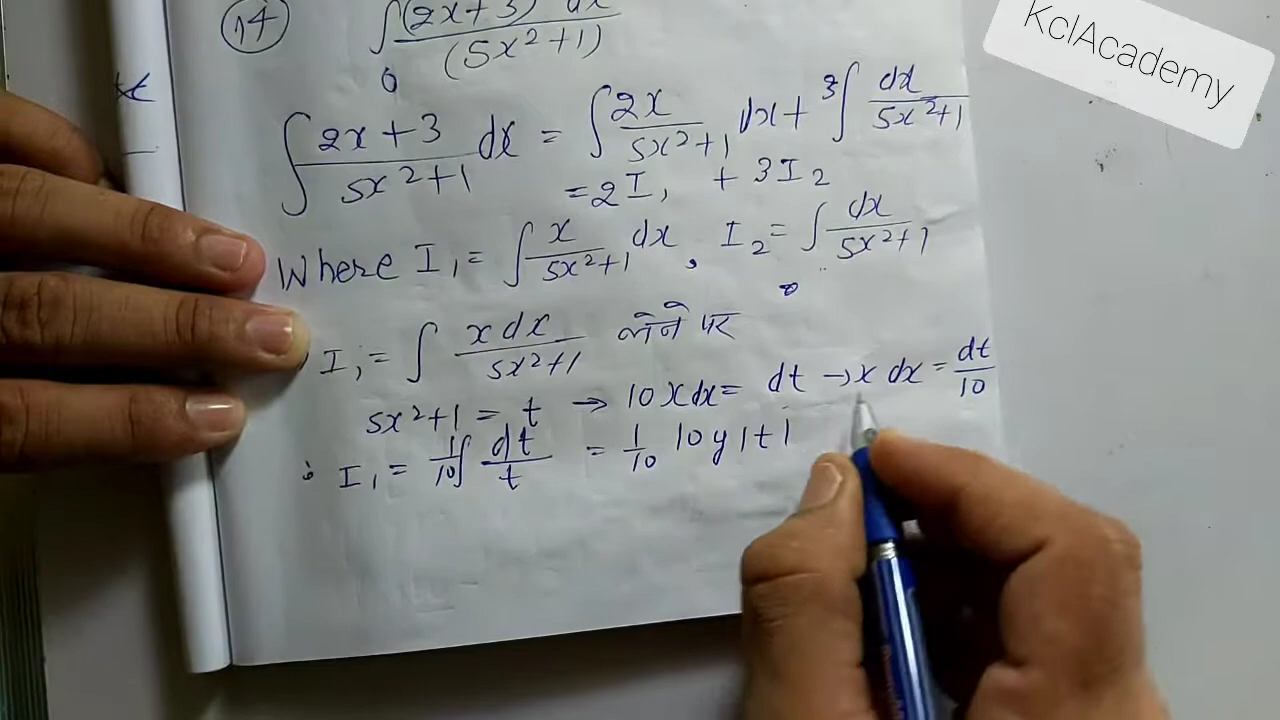 KclAcademy
14 ∫ (2x+3) dx / (5x²+1)
0
∫ 2x+3 / 5x²+1 dx = ∫ 2x / 5x²+1 dx + 3∫ dx / 5x²+1
= 2I₁ + 3I₂
Where I₁ = ∫ x / 5x²+1 dx , I₂ = ∫ dx / 5x²+1
I₁ = ∫ x dx / 5x²+1 लेने पर
5x²+1 = t → 10xdx = dt → x dx = dt / 10
∴ I₁ = 1/10 ∫ dt / t = 1/10 log|t|